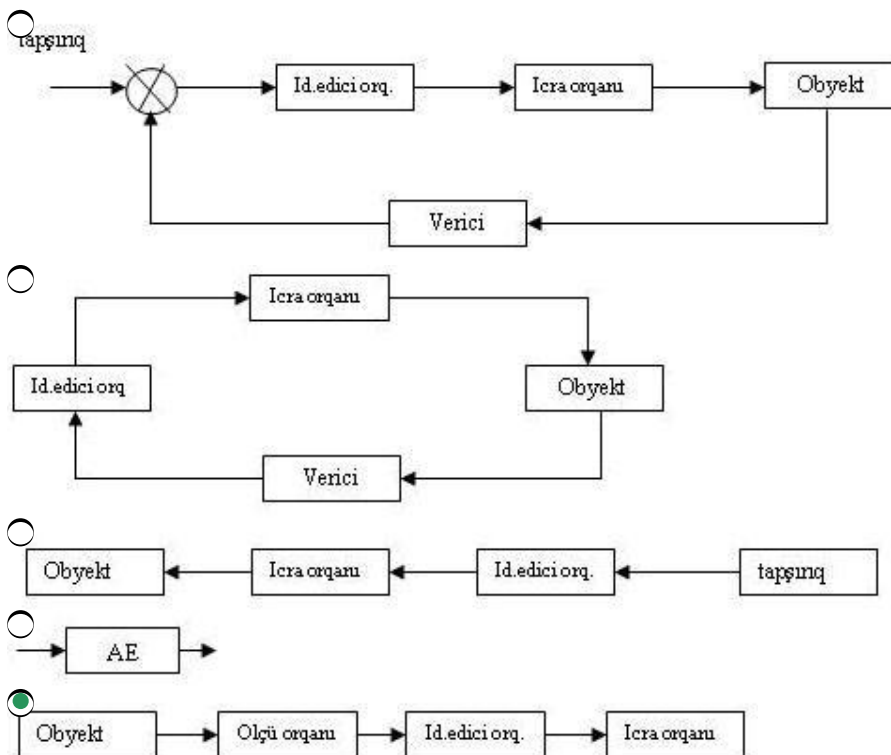 tapşırıq
Id.edici orq. Icra orqanı Obyekt
Verici
Icra orqanı
Id.edici orq Obyekt
Verici
Obyekt Icra orqanı Id.edici orq. tapşırıq
AE
Obyekt Olçü orqanı Id.edici orq. Icra orqanı